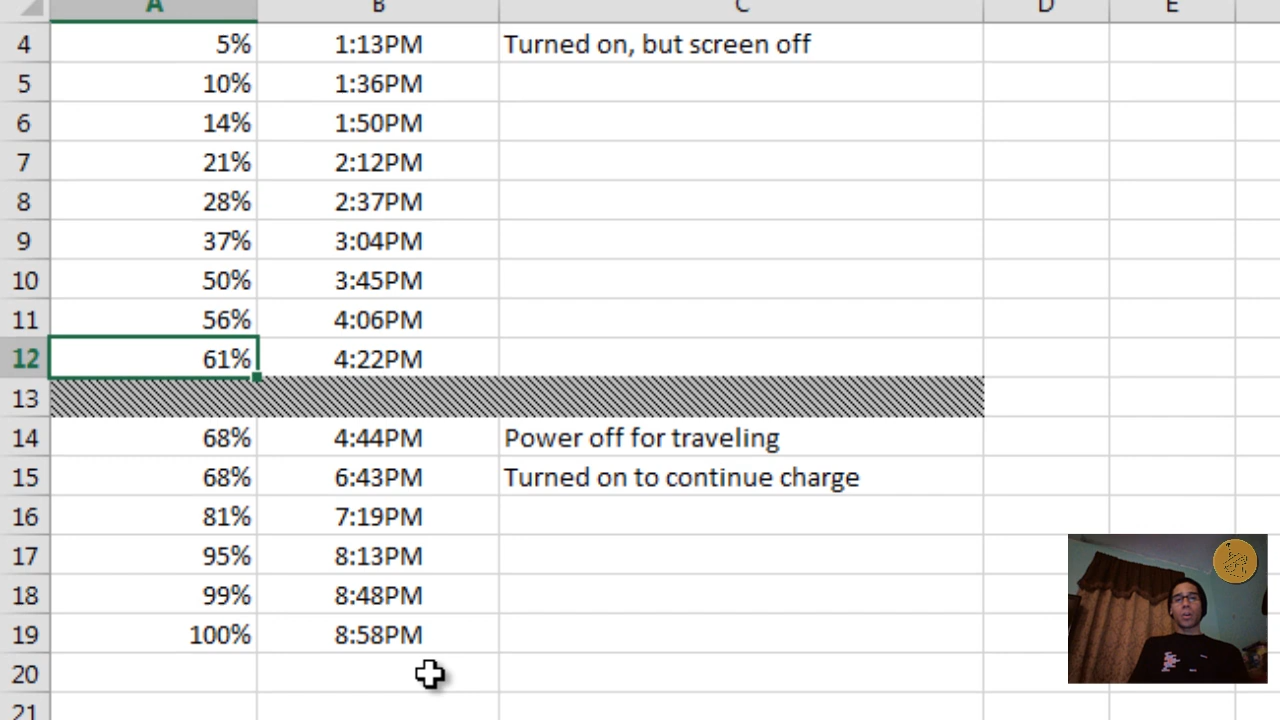 A B C D E
4 5% 1:13PM Turned on, but screen off
5 10% 1:36PM
6 14% 1:50PM
7 21% 2:12PM
8 28% 2:37PM
9 37% 3:04PM
10 50% 3:45PM
11 56% 4:06PM
12 61% 4:22PM
13
14 68% 4:44PM Power off for traveling
15 68% 6:43PM Turned on to continue charge
16 81% 7:19PM
17 95% 8:13PM
18 99% 8:48PM
19 100% 8:58PM
20
21